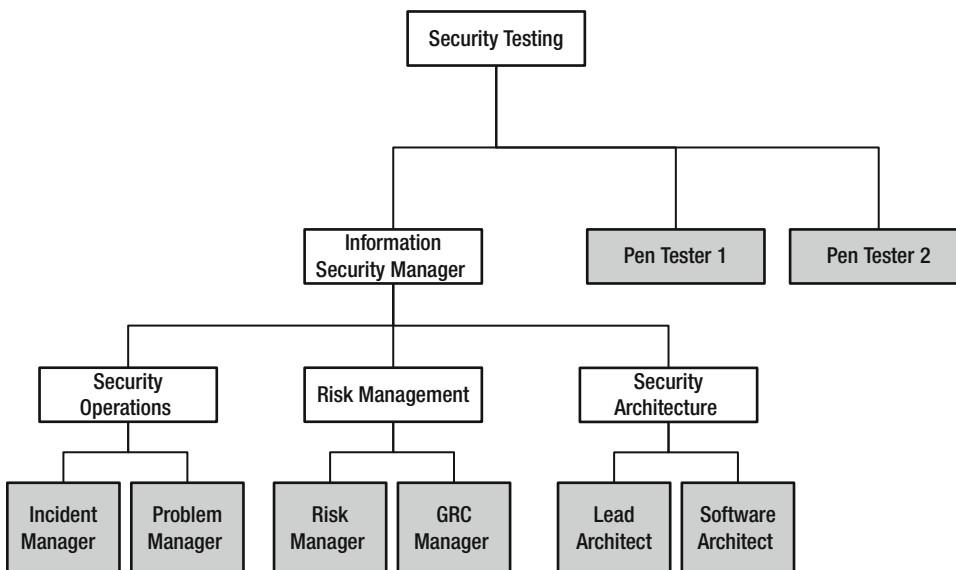 Security Testing
Information
Security Manager
Pen Tester 1
Pen Tester 2
Security
Operations
Risk Management
Security
Architecture
Incident
Manager
Problem
Manager
Risk
Manager
GRC
Manager
Lead
Architect
Software
Architect